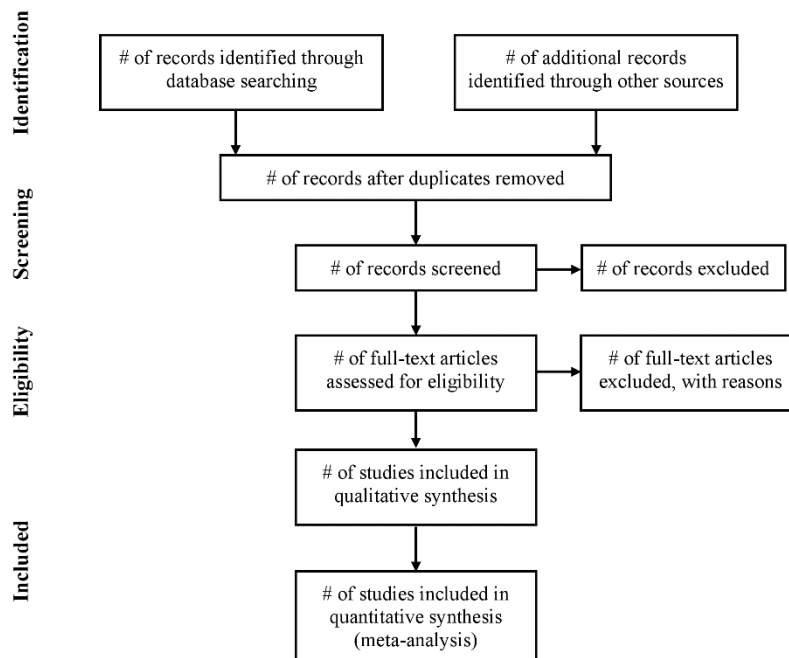 Identification
# of records identified through
database searching
# of additional records
identified through other sources
# of records after duplicates removed
Screening
# of records screened
# of records excluded
Eligibility
# of full-text articles
assessed for eligibility
# of full-text articles
excluded, with reasons
Included
# of studies included in
qualitative synthesis
# of studies included in
quantitative synthesis
(meta-analysis)